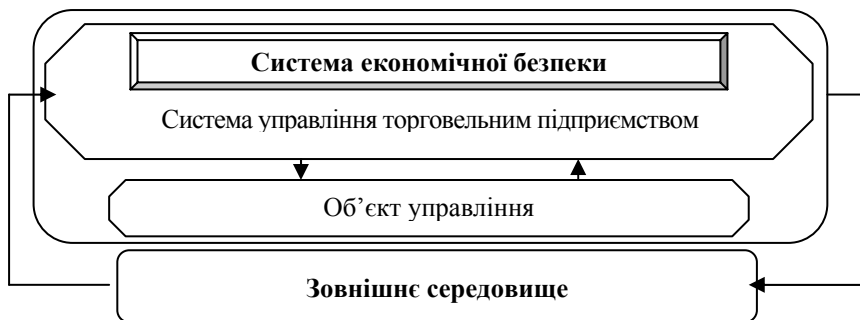 Система економічної безпеки
Система управління торговельним підприємством
Об’єкт управління
Зовнішнє середовище